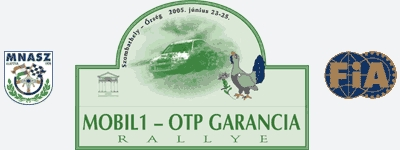 Szombathely – Őrség 2005. június 23-25.
MNASZ
FiA
MOBIL1 – OTP GARANCIA
RALLYE